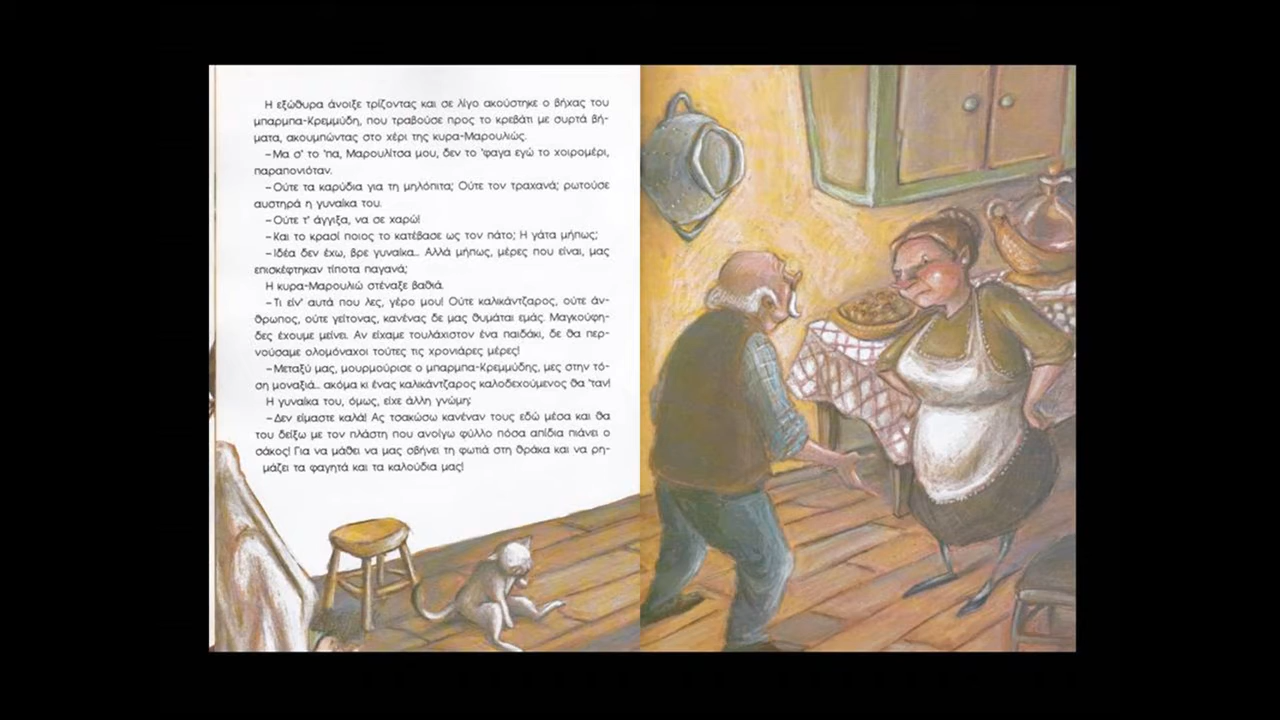 Η εξώθυρα άνοιξε τρίζοντας και σε λίγο ακούστηκε ο βήχας του
μπαρμπα-Κρεμμύδη, που τραβούσε προς το κρεβάτι με συρτά βή-
ματα, ακουμπώντας στο χέρι της κυρα-Μαρουλιώς.
–Μα σ' το 'πα, Μαρουλίτσα μου, δεν το 'φαγα εγώ το χοιρομέρι,
παραπονιόταν.
–Ούτε τα καρύδια για τη μηλόπιτα; Ούτε τον τραχανά; ρωτούσε
αυστηρά η γυναίκα του.
–Ούτε τ' άγγιξα, να σε χαρώ!
–Και το κρασί ποιος το κατέβασε ως τον πάτο; Η γάτα μήπως;
–Ιδέα δεν έχω, βρε γυναίκα... Αλλά μήπως, μέρες που είναι, μας
επισκέφτηκαν τίποτα παγανά;
Η κυρα-Μαρουλιώ στέναξε βαθιά.
–Τι είν' αυτά που λες, γέρο μου! Ούτε καλικάντζαρος, ούτε άν-
θρωπος, ούτε γείτονας, κανένας δε μας θυμάται εμάς. Μαγκούφη-
δες έχουμε μείνει. Αν είχαμε τουλάχιστον ένα παιδάκι, δε θα περ-
νούσαμε ολομόναχοι τούτες τις χρονιάρες μέρες!
–Μεταξύ μας, μουρμούρισε ο μπαρμπα-Κρεμμύδης, μες στην τό-
ση μοναξιά... ακόμα κι ένας καλικάντζαρος καλοδεχούμενος θα 'ταν!
Η γυναίκα του, όμως, είχε άλλη γνώμη:
–Δεν είμαστε καλά! Ας τσακώσω κανέναν τους εδώ μέσα και θα
του δείξω με τον πλάστη που ανοίγω φύλλο πόσα απίδια πιάνει ο
σάκος! Για να μάθει να μας σβήνει τη φωτιά στη θράκα και να ρη-
μάζει τα φαγητά και τα καλούδια μας!